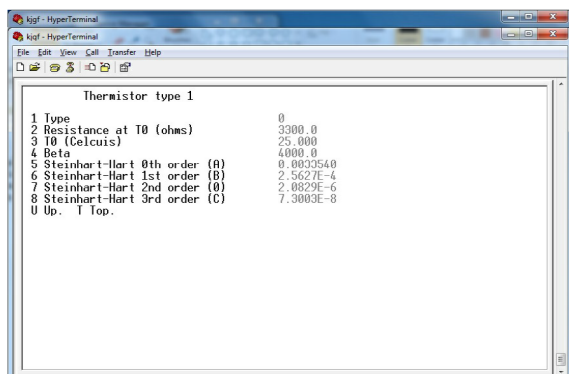 kjgf - HyperTerminal
kjgf - HyperTerminal
File Edit View Call Transfer Help
Thermistor type 1
1 Type 0
2 Resistance at T0 (ohms) 3300.0
3 T0 (Celcuis) 25.000
4 Beta 4000.0
5 Steinhart-Hart 0th order (A) 0.0033540
6 Steinhart-Hart 1st order (B) 2.5627E-4
7 Steinhart-Hart 2nd order (0) 2.0829E-6
8 Steinhart-Hart 3rd order (C) 7.3003E-8
U Up. T Top.